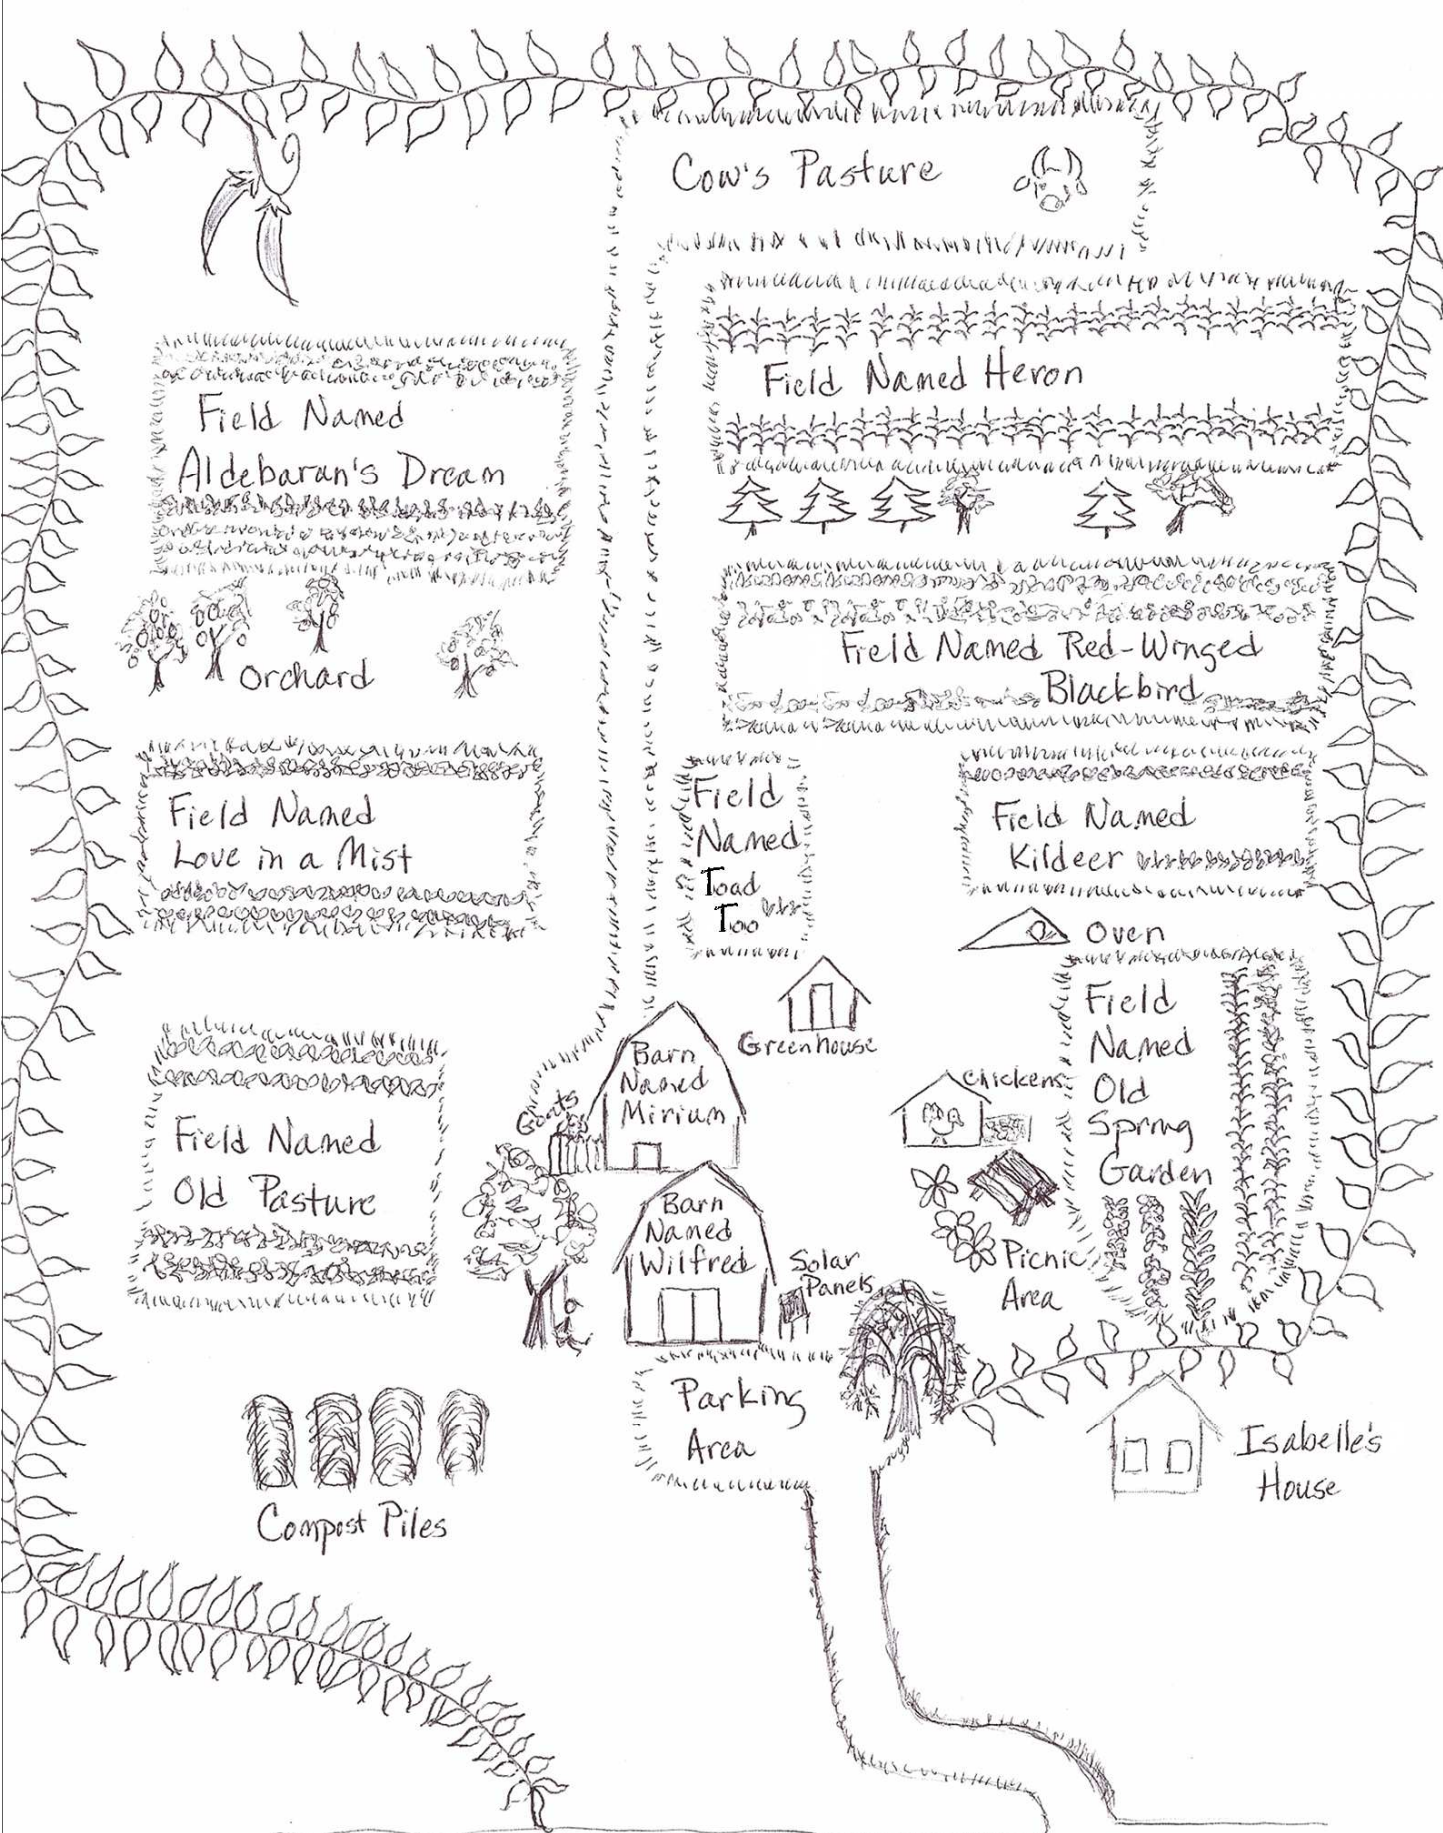 Cow's Pasture
Field Named Heron
Field Named
Aldebaran's Dream
Orchard
Field Named Red-Winged
Blackbird
Field Named
Love in a Mist
Field
Named
Toad
Too
Field Named
Kildeer
Oven
Field
Named
Old
Spring
Garden
Greenhouse
Barn
Named
Mirium
Goats
Chickens
Field Named
Old Pasture
Barn
Named
Wilfred
Solar
Panels
Picnic
Area
Parking
Area
Isabelle's
House
Compost Piles